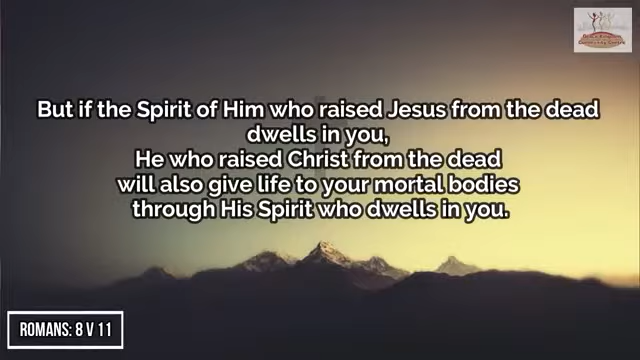 But if the Spirit of Him who raised Jesus from the dead
dwells in you,
He who raised Christ from the dead
will also give life to your mortal bodies
through His Spirit who dwells in you.
ROMANS: 8 V 11